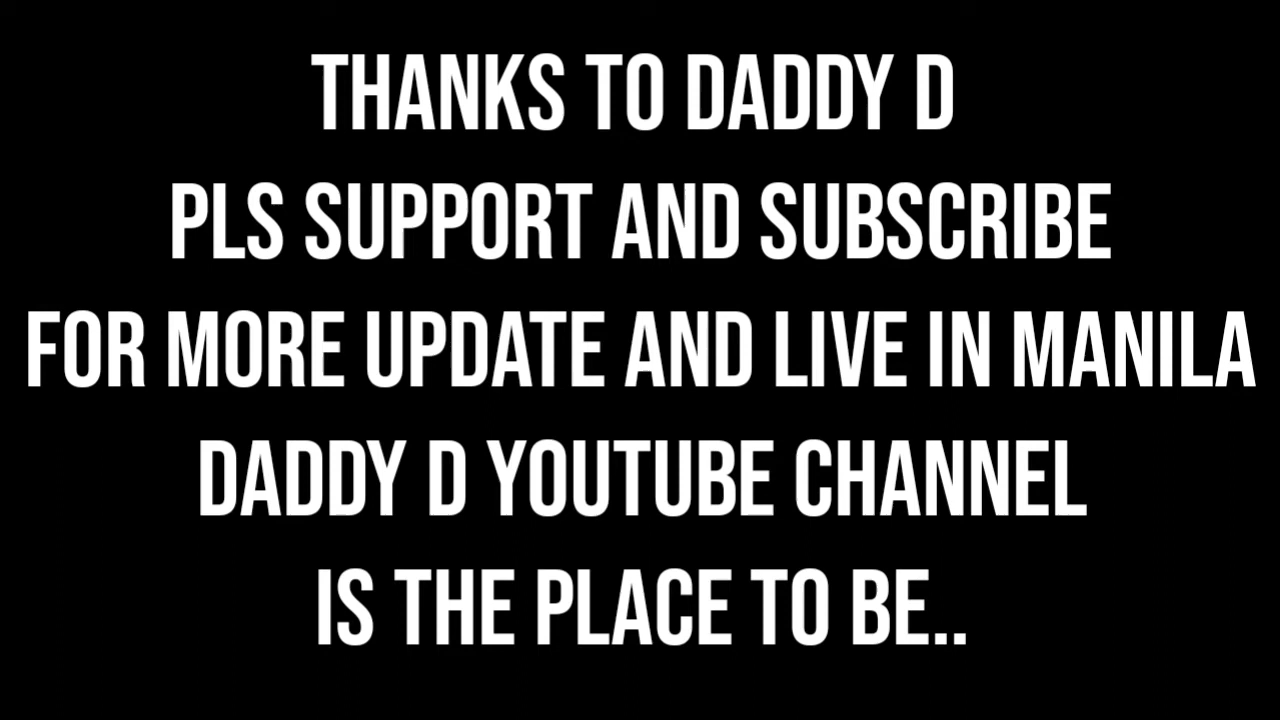 THANKS TO DADDY D
PLS SUPPORT AND SUBSCRIBE
FOR MORE UPDATE AND LIVE IN MANILA
DADDY D YOUTUBE CHANNEL
IS THE PLACE TO BE..